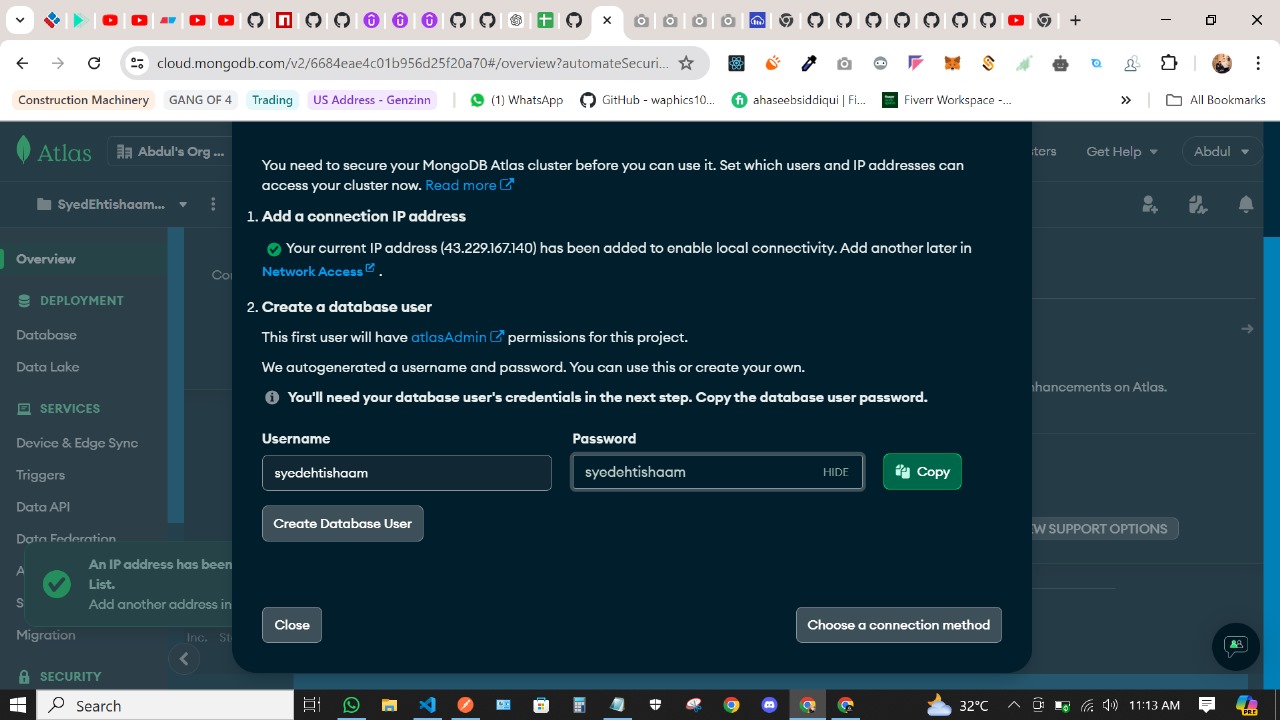 cloud.mongodb.com/v2/6684eae4c01b956d25f20a70#/overview?automateSecuri...
Construction Machinery
GANG OF 4
Trading
US Address - Genzinn
(1) WhatsApp
GitHub - waphics10...
ahaseebsiddiqui | Fi...
Fiverr Workspace -...
All Bookmarks
Atlas
Abdul's Org ...
Get Help
Abdul
SyedEhtishaam...
Overview
DEPLOYMENT
Database
Data Lake
SERVICES
Device & Edge Sync
Triggers
Data API
Data Federation
Migration
SECURITY
An IP address has been
List.
Add another address in
Inc.
You need to secure your MongoDB Atlas cluster before you can use it. Set which users and IP addresses can
access your cluster now. Read more
1. Add a connection IP address
Your current IP address (43.229.167.140) has been added to enable local connectivity. Add another later in
Network Access .
2. Create a database user
This first user will have atlasAdmin permissions for this project.
We autogenerated a username and password. You can use this or create your own.
You'll need your database user's credentials in the next step. Copy the database user password.
Username
Password
syedehtishaam
syedehtishaam
HIDE
Copy
Create Database User
Close
Choose a connection method
nhancements on Atlas.
SUPPORT OPTIONS
Search
32°C
11:13 AM